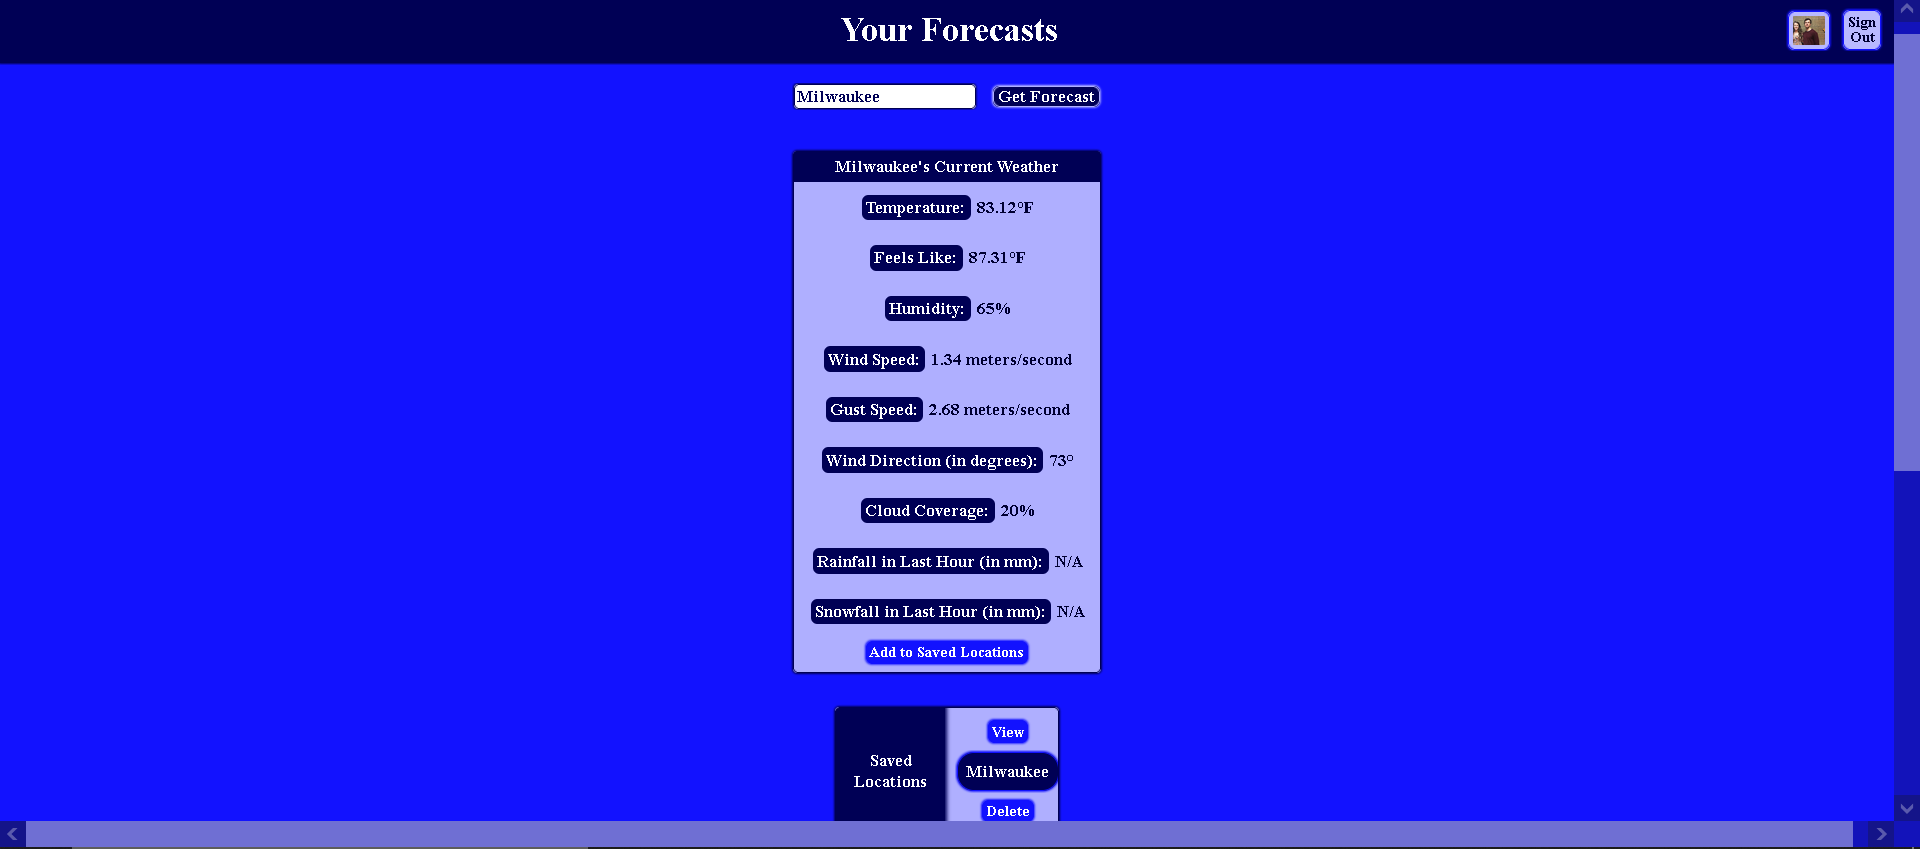 Your Forecasts
Sign
Out
Milwaukee
Get Forecast
Milwaukee's Current Weather
Temperature: 83.12°F
Feels Like: 87.31°F
Humidity: 65%
Wind Speed: 1.34 meters/second
Gust Speed: 2.68 meters/second
Wind Direction (in degrees): 73°
Cloud Coverage: 20%
Rainfall in Last Hour (in mm): N/A
Snowfall in Last Hour (in mm): N/A
Add to Saved Locations
Saved
Locations
View
Milwaukee
Delete